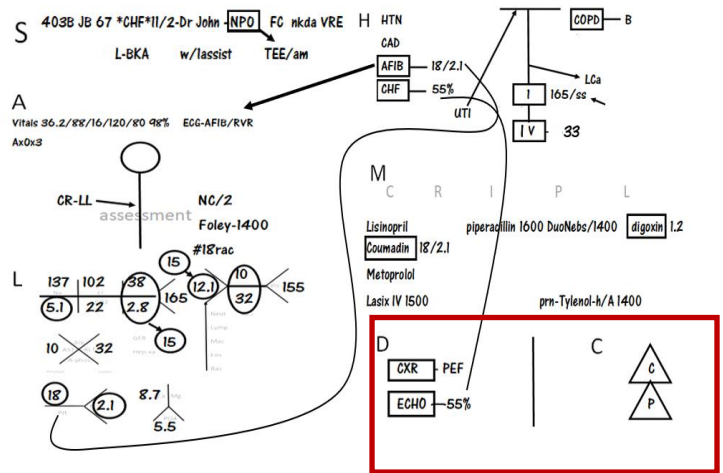 S 403B JB 67 *CHF*11/2-Dr John -NPO FC nkda VRE
L-BKA w/1assist TEE/am
H HTN
CAD
AFIB 18/2.1
CHF 55%
UTI
COPD B
LCa
I 165/ss
IV 33
A
Vitals 36.2/88/16/120/80 98% ECG-AFIB/RVR
AxOx3
CR-LL
assessment
NC/2
Foley-1400
#18rac
M
C R I P L
Lisinopril piperacillin 1600 DuoNebs/1400 digoxin 1.2
Coumadin 18/2.1
Metoprolol
Lasix IV 1500 prn-Tylenol-h/A 1400
L
137 102 38 165
5.1 22 2.8
15
15
12.1 10 155
32
10 32
18 2.1
8.7
5.5
D
CXR PEF
ECHO 55%
C
C
P